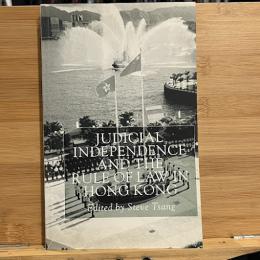 JUDICIAL
INDEPENDENCE
AND THE
RULE OF LAW IN
HONG KONG
Edited by Steve Tsang